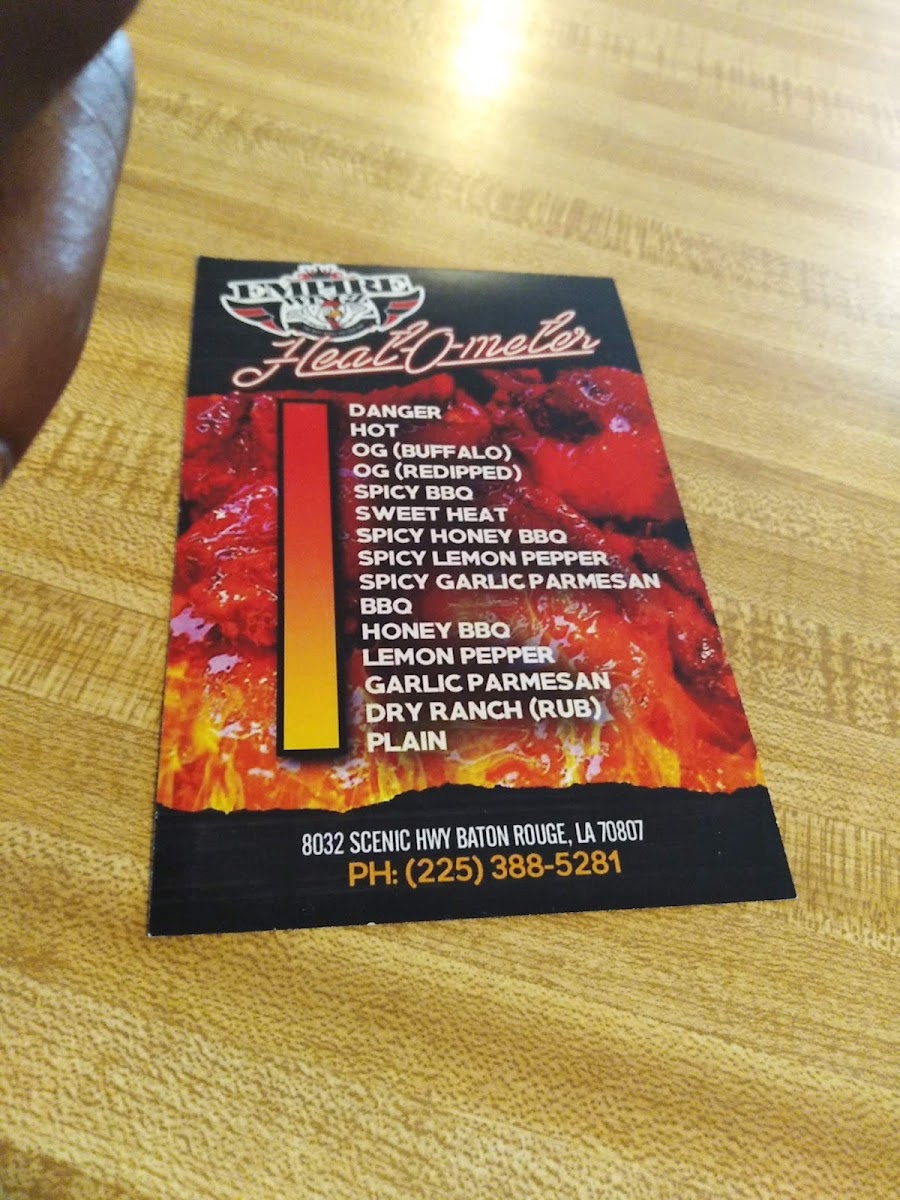 EMPIRE
Heat-O-meter
DANGER
HOT
OG (BUFFALO)
OG (REDIPPED)
SPICY BBQ
SWEET HEAT
SPICY HONEY BBQ
SPICY LEMON PEPPER
SPICY GARLIC PARMESAN
BBQ
HONEY BBQ
LEMON PEPPER
GARLIC PARMESAN
DRY RANCH (RUB)
PLAIN
8032 SCENIC HWY BATON ROUGE, LA 70807
PH: (225) 388-5281